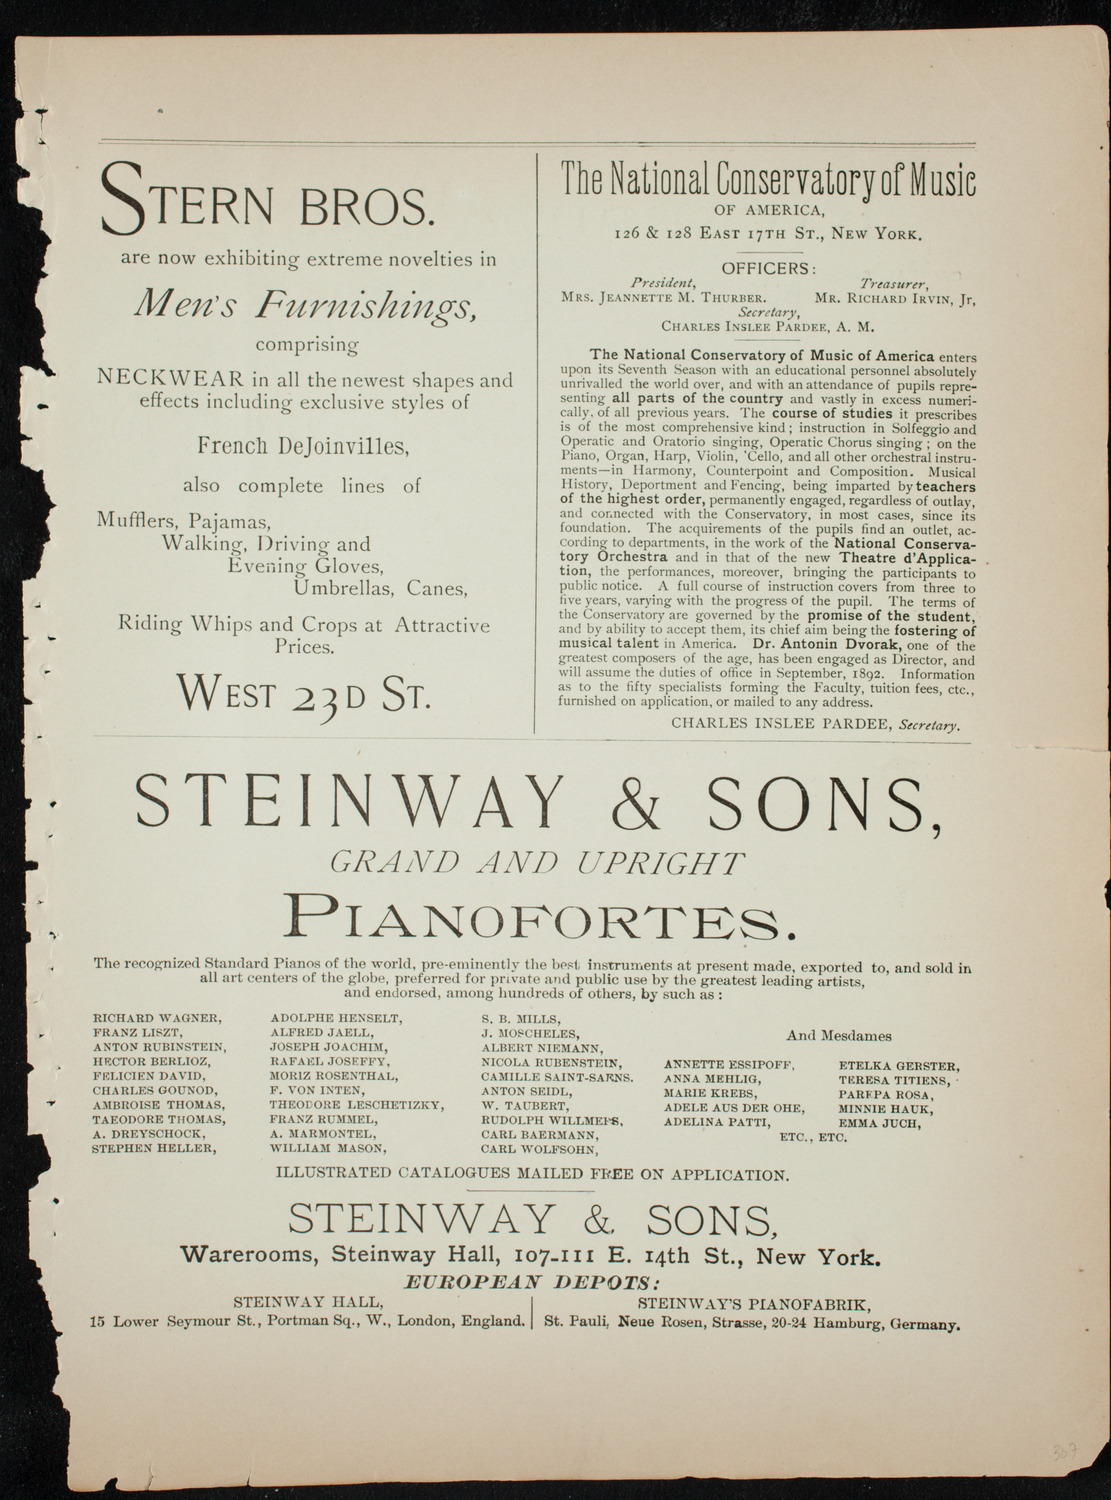 STERN BROS.
are now exhibiting extreme novelties in
Men's Furnishings,
comprising
NECKWEAR in all the newest shapes and
effects including exclusive styles of
French DeJoinvilles,
also complete lines of
Mufflers, Pajamas,
Walking, Driving and
Evening Gloves,
Umbrellas, Canes,
Riding Whips and Crops at Attractive
Prices.
WEST 23D ST.
The National Conservatory of Music
OF AMERICA,
126 & 128 EAST 17TH ST., NEW YORK.
OFFICERS:
President, Treasurer,
MRS. JEANNETTE M. THURBER. MR. RICHARD IRVIN, Jr,
Secretary,
CHARLES INSLEE PARDEE, A. M.
The National Conservatory of Music of America enters
upon its Seventh Season with an educational personnel absolutely
unrivalled the world over, and with an attendance of pupils repre-
senting all parts of the country and vastly in excess numeri-
cally, of all previous years. The course of studies it prescribes
is of the most comprehensive kind; instruction in Solfeggio and
Operatic and Oratorio singing, Operatic Chorus singing; on the
Piano, Organ, Harp, Violin, 'Cello, and all other orchestral instru-
ments—in Harmony, Counterpoint and Composition. Musical
History, Deportment and Fencing, being imparted by teachers
of the highest order, permanently engaged, regardless of outlay,
and connected with the Conservatory, in most cases, since its
foundation. The acquirements of the pupils find an outlet, ac-
cording to departments, in the work of the National Conserva-
tory Orchestra and in that of the new Theatre d'Applica-
tion, the performances, moreover, bringing the participants to
public notice. A full course of instruction covers from three to
five years, varying with the progress of the pupil. The terms of
the Conservatory are governed by the promise of the student,
and by ability to accept them, its chief aim being the fostering of
musical talent in America. Dr. Antonin Dvorak, one of the
greatest composers of the age, has been engaged as Director, and
will assume the duties of office in September, 1892. Information
as to the fifty specialists forming the Faculty, tuition fees, etc.,
furnished on application, or mailed to any address.
CHARLES INSLEE PARDEE, Secretary.
STEINWAY & SONS,
GRAND AND UPRIGHT
PIANOFORTES.
The recognized Standard Pianos of the world, pre-eminently the best instruments at present made, exported to, and sold in
all art centers of the globe, preferred for private and public use by the greatest leading artists,
and endorsed, among hundreds of others, by such as:
RICHARD WAGNER,
FRANZ LISZT,
ANTON RUBINSTEIN,
HECTOR BERLIOZ,
FELICIEN DAVID,
CHARLES GOUNOD,
AMBROISE THOMAS,
TAEODORE THOMAS,
A. DREYSCHOCK,
STEPHEN HELLER,
ADOLPHE HENSELT,
ALFRED JAELL,
JOSEPH JOACHIM,
RAFAEL JOSEFFY,
MORIZ ROSENTHAL,
F. VON INTEN,
THEODORE LESCHETIZKY,
FRANZ RUMMEL,
A. MARMONTEL,
WILLIAM MASON,
S. B. MILLS,
J. MOSCHELES,
ALBERT NIEMANN,
NICOLA RUBENSTEIN,
CAMILLE SAINT-SAENS.
ANTON SEIDL,
W. TAUBERT,
RUDOLPH WILLMERS,
CARL BAERMANN,
CARL WOLFSOHN,
And Mesdames
ANNETTE ESSIPOFF,
ANNA MEHLIG,
MARIE KREBS,
ADELE AUS DER OHE,
ADELINA PATTI,
ETELKA GERSTER,
TERESA TITIENS,
PAREPA ROSA,
MINNIE HAUK,
EMMA JUCH,
ETC., ETC.
ILLUSTRATED CATALOGUES MAILED FREE ON APPLICATION.
STEINWAY & SONS,
Warerooms, Steinway Hall, 107-111 E. 14th St., New York.
EUROPEAN DEPOTS:
STEINWAY HALL,
15 Lower Seymour St., Portman Sq., W., London, England.
STEINWAY'S PIANOFABRIK,
St. Pauli, Neue Rosen, Strasse, 20-24 Hamburg, Germany.
307